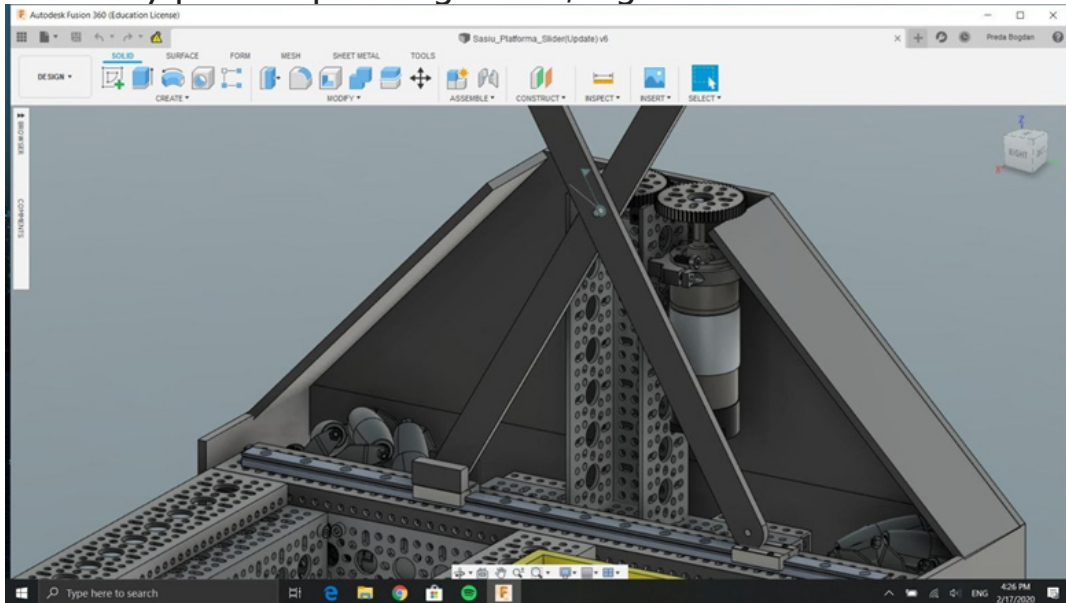 Autodesk Fusion 360 (Education License)
Sasiu_Platforma_Slider(Update) v6
Preda Bogdan
SOLID SURFACE FORM MESH SHEET METAL TOOLS
DESIGN
CREATE MODIFY ASSEMBLE CONSTRUCT INSPECT INSERT SELECT
BROWSER
COMMENTS
Z
RIGHT
X
Type here to search
ENG
4:26 PM
2/17/2020